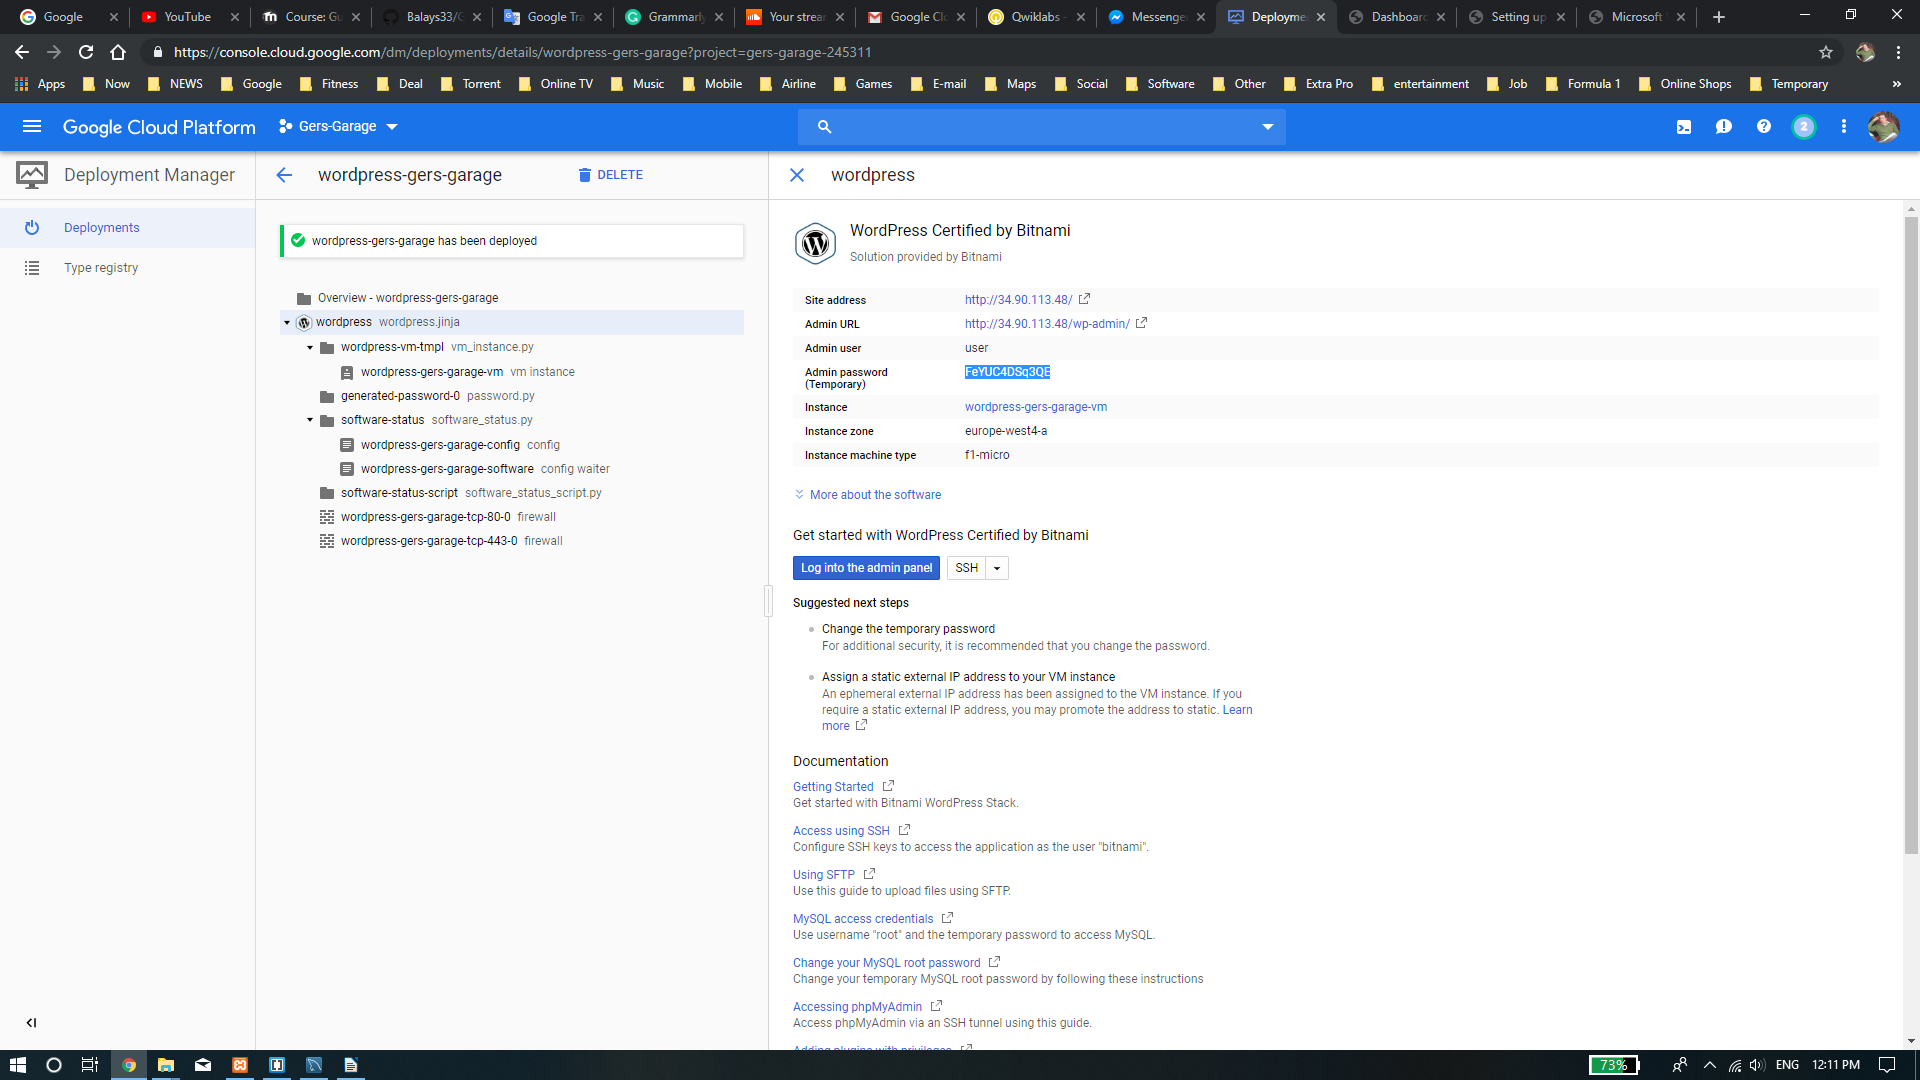 Google
YouTube
Course: Gu
Balays33/G
Google Tra
Grammarly
Your strea
Google Clo
Qwiklabs -
Messenge
Deployme
Dashboard
Setting up
Microsoft
https://console.cloud.google.com/dm/deployments/details/wordpress-gers-garage?project=gers-garage-245311
Apps Now NEWS Google Fitness Deal Torrent Online TV Music Mobile Airline Games E-mail Maps Social Software Other Extra Pro entertainment Job Formula 1 Online Shops Temporary »
Google Cloud Platform Gers-Garage 2
Deployment Manager
Deployments
Type registry
wordpress-gers-garage DELETE
wordpress-gers-garage has been deployed
Overview - wordpress-gers-garage
wordpress wordpress.jinja
wordpress-vm-tmpl vm_instance.py
wordpress-gers-garage-vm vm instance
generated-password-0 password.py
software-status software_status.py
wordpress-gers-garage-config config
wordpress-gers-garage-software config waiter
software-status-script software_status_script.py
wordpress-gers-garage-tcp-80-0 firewall
wordpress-gers-garage-tcp-443-0 firewall
wordpress
WordPress Certified by Bitnami
Solution provided by Bitnami
Site address http://34.90.113.48/
Admin URL http://34.90.113.48/wp-admin/
Admin user user
Admin password FeYUC4DSq3QE
(Temporary)
Instance wordpress-gers-garage-vm
Instance zone europe-west4-a
Instance machine type f1-micro
More about the software
Get started with WordPress Certified by Bitnami
Log into the admin panel SSH
Suggested next steps
Change the temporary password
For additional security, it is recommended that you change the password.
Assign a static external IP address to your VM instance
An ephemeral external IP address has been assigned to the VM instance. If you
require a static external IP address, you may promote the address to static. Learn
more
Documentation
Getting Started
Get started with Bitnami WordPress Stack.
Access using SSH
Configure SSH keys to access the application as the user "bitnami".
Using SFTP
Use this guide to upload files using SFTP.
MySQL access credentials
Use username "root" and the temporary password to access MySQL.
Change your MySQL root password
Change your temporary MySQL root password by following these instructions
Accessing phpMyAdmin
Access phpMyAdmin via an SSH tunnel using this guide.
Adding plugins with privileges
73% ENG 12:11 PM